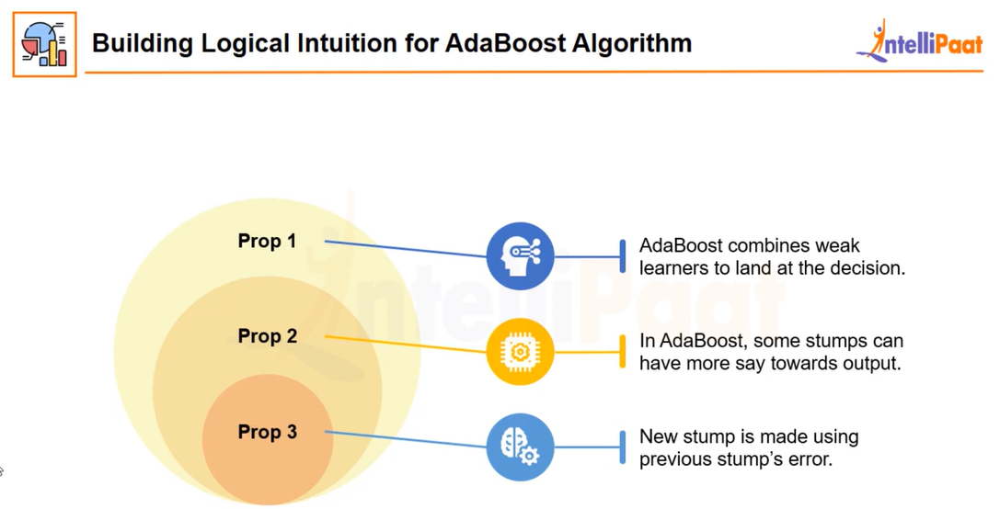 Building Logical Intuition for AdaBoost Algorithm
IntelliPaat
Prop 1
AdaBoost combines weak
learners to land at the decision.
Prop 2
In AdaBoost, some stumps can
have more say towards output.
Prop 3
New stump is made using
previous stump's error.
IntelliPaat